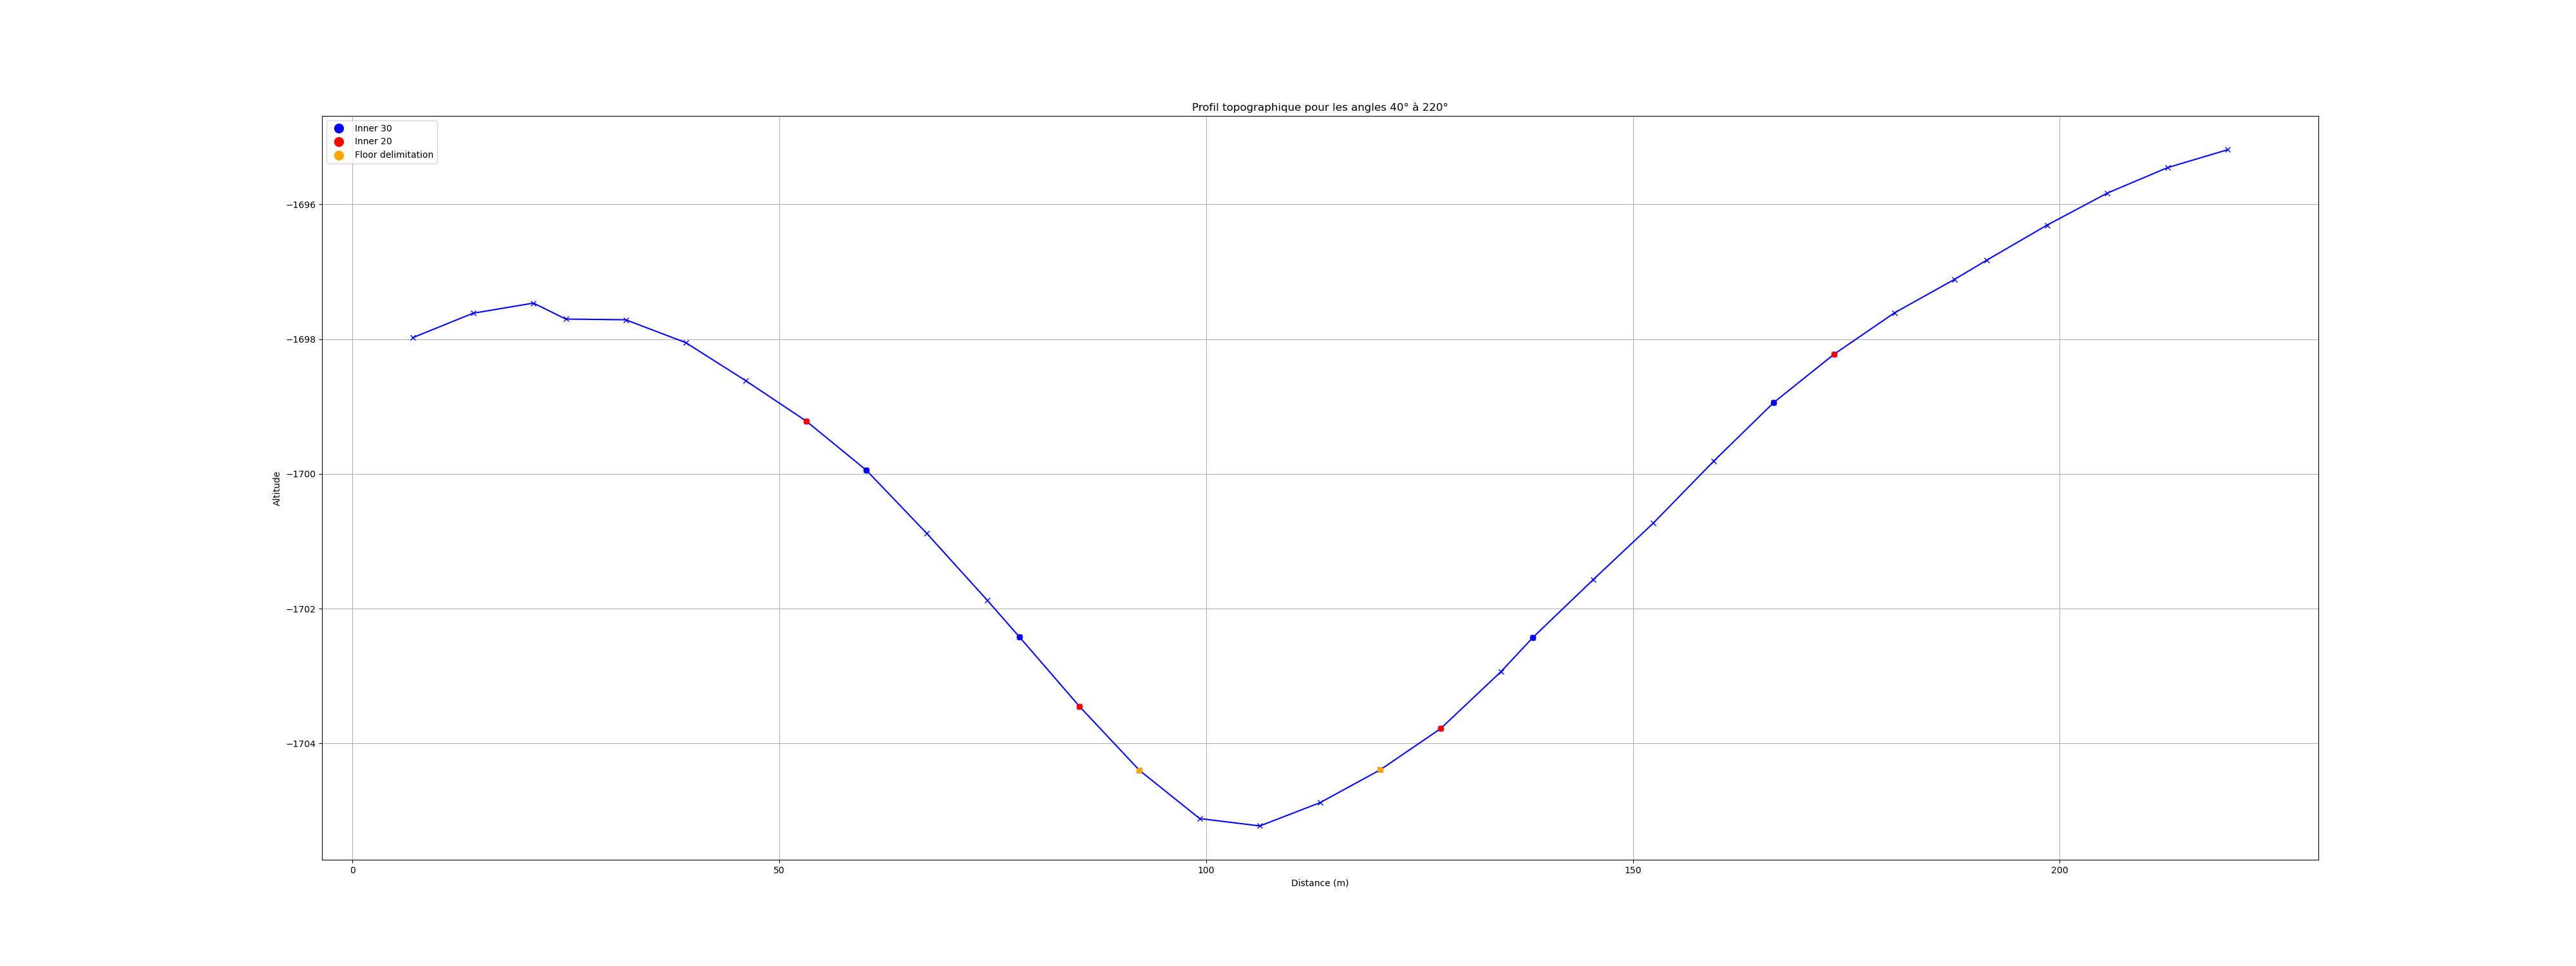 Profil topographique pour les angles 40° à 220°
Inner 30
Inner 20
Floor delimitation
−1696
−1698
−1700
−1702
−1704
Altitude
0
50
100
150
200
Distance (m)